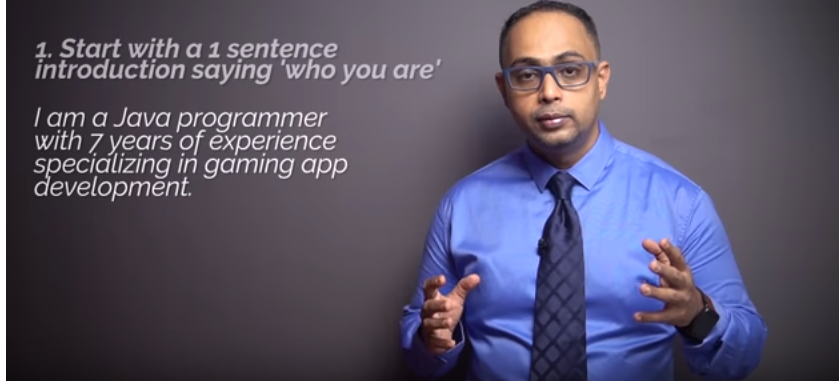 1. Start with a 1 sentence
introduction saying 'who you are'
I am a Java programmer
with 7 years of experience
specializing in gaming app
development.